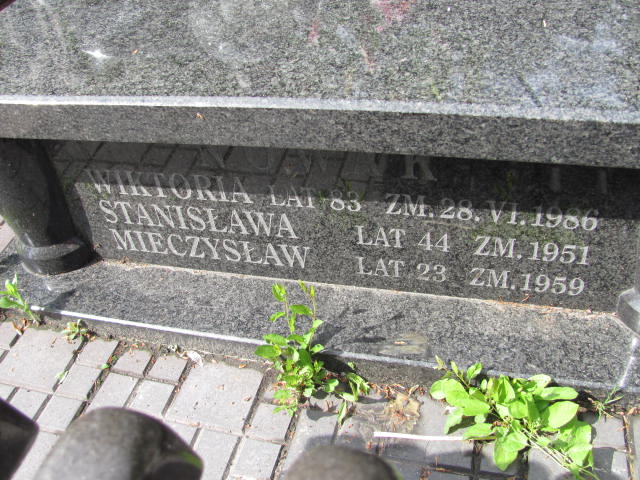 WIKTORIA LAT 83 ZM. 28. VI. 1986
STANISŁAWA LAT 44 ZM. 1951
MIECZYSŁAW LAT 23 ZM. 1959